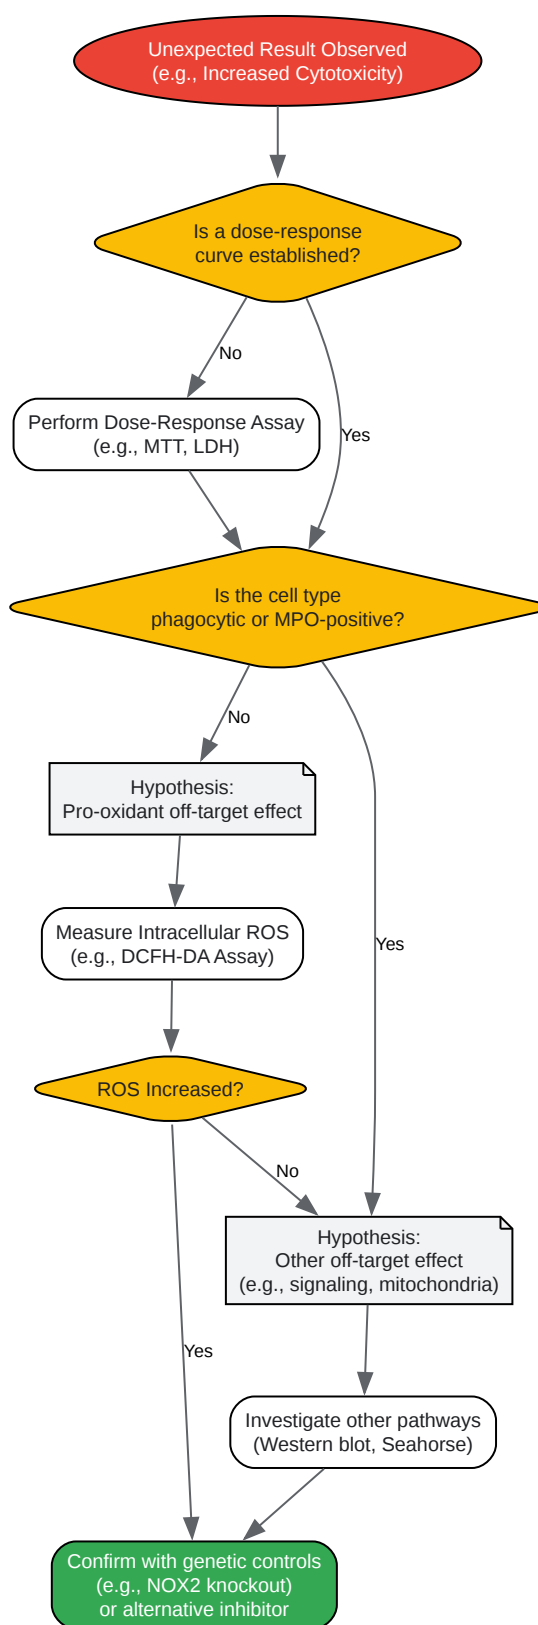 Unexpected Result Observed
(e.g., Increased Cytotoxicity)
Is a dose-response
curve established?
No
Yes
Perform Dose-Response Assay
(e.g., MTT, LDH)
Is the cell type
phagocytic or MPO-positive?
No
Yes
Hypothesis:
Pro-oxidant off-target effect
Measure Intracellular ROS
(e.g., DCFH-DA Assay)
ROS Increased?
No
Yes
Hypothesis:
Other off-target effect
(e.g., signaling, mitochondria)
Investigate other pathways
(Western blot, Seahorse)
Confirm with genetic controls
(e.g., NOX2 knockout)
or alternative inhibitor